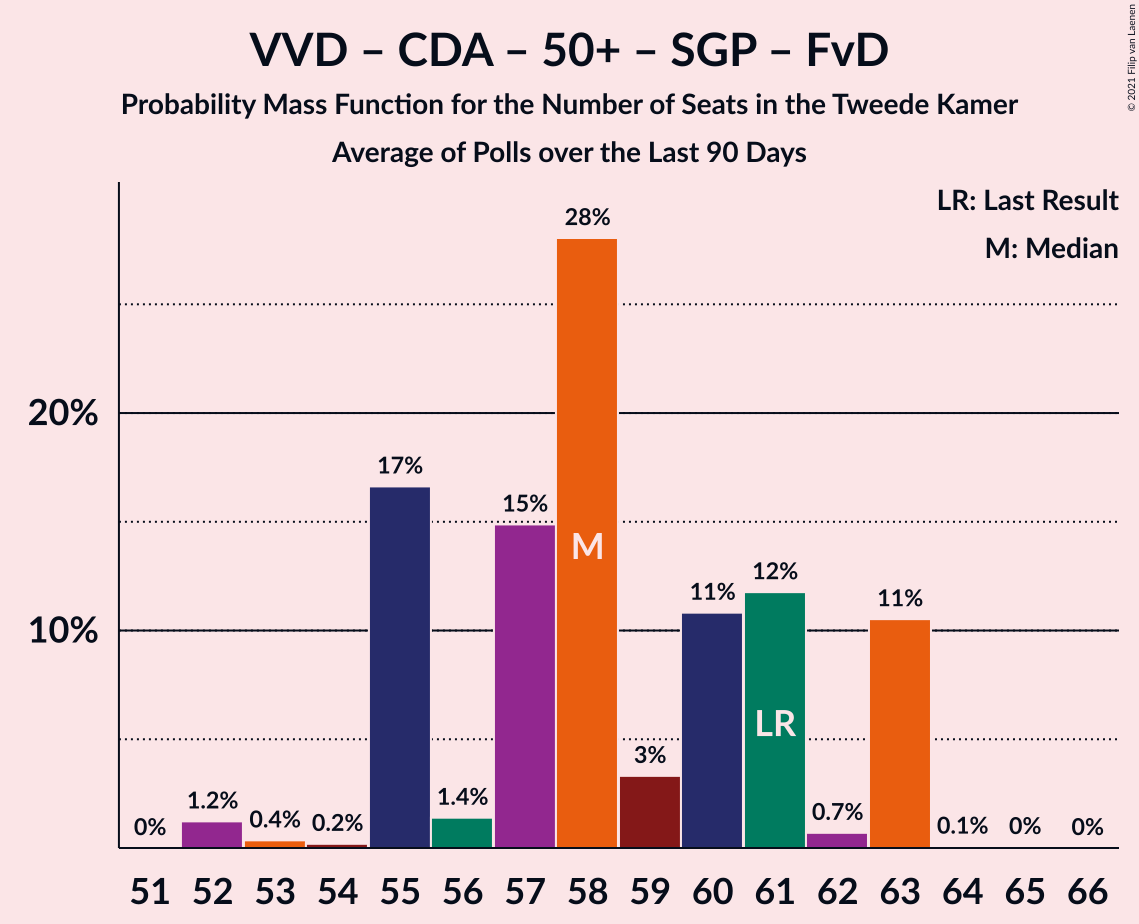 VVD – CDA – 50+ – SGP – FvD
Probability Mass Function for the Number of Seats in the Tweede Kamer
Average of Polls over the Last 90 Days
© 2021 Filip van Laenen
LR: Last Result
M: Median
28%
20%
17%
15%
M
12%
11%
11%
10%
LR
3%
1.4%
1.2%
0.7%
0.4%
0.2%
0%
0.1%
0%
0%
51 52 53 54 55 56 57 58 59 60 61 62 63 64 65 66